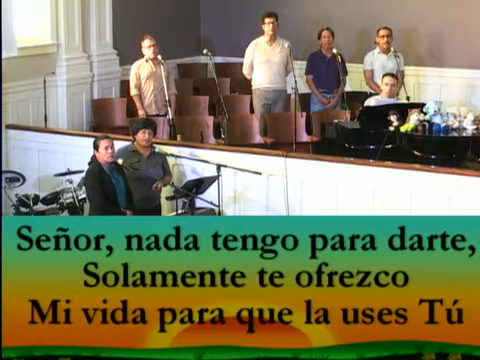 Señor, nada tengo para darte,
Solamente te ofrezco
Mi vida para que la uses Tú